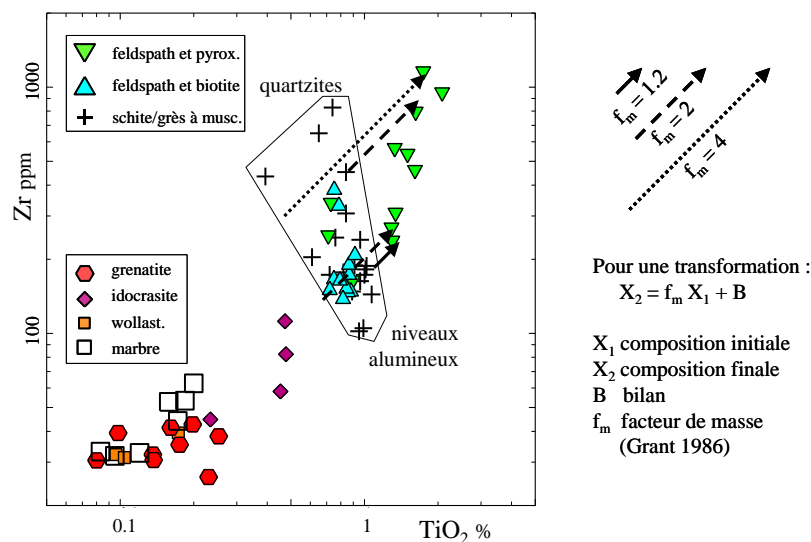 feldspath et pyrox.
feldspath et biotite
schite/grès à musc.
quartzites
1000
Zr ppm
100
grenatite
idocrasite
wollast.
marbre
niveaux
alumineux
0.1
1
TiO2 %
fm = 1.2
fm = 2
fm = 4
Pour une transformation :
X2 = fm X1 + B
X1 composition initiale
X2 composition finale
B bilan
fm facteur de masse
(Grant 1986)